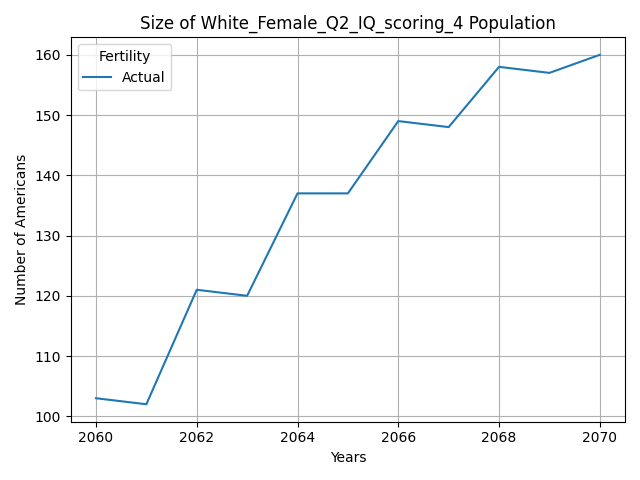 Size of White_Female_Q2_IQ_scoring_4 Population
Fertility
Actual
Number of Americans
160
150
140
130
120
110
100
2060 2062 2064 2066 2068 2070
Years